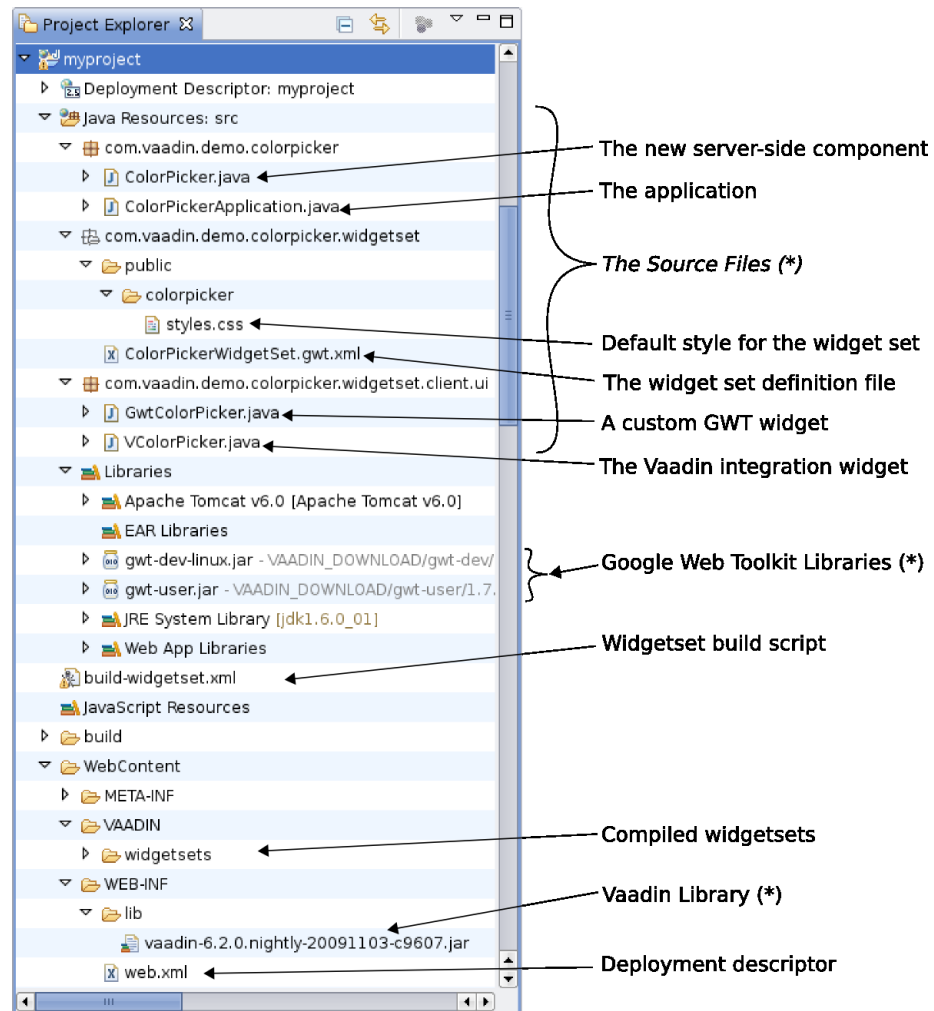 Project Explorer
myproject
Deployment Descriptor: myproject
Java Resources: src
com.vaadin.demo.colorpicker
ColorPicker.java
The new server-side component
ColorPickerApplication.java
The application
com.vaadin.demo.colorpicker.widgetset
public
The Source Files (*)
colorpicker
styles.css
Default style for the widget set
ColorPickerWidgetSet.gwt.xml
The widget set definition file
com.vaadin.demo.colorpicker.widgetset.client.ui
GwtColorPicker.java
A custom GWT widget
VColorPicker.java
The Vaadin integration widget
Libraries
Apache Tomcat v6.0 [Apache Tomcat v6.0]
EAR Libraries
gwt-dev-linux.jar - VAADIN_DOWNLOAD/gwt-dev/
Google Web Toolkit Libraries (*)
gwt-user.jar - VAADIN_DOWNLOAD/gwt-user/1.7.
JRE System Library [jdk1.6.0_01]
Web App Libraries
Widgetset build script
build-widgetset.xml
JavaScript Resources
build
WebContent
META-INF
VAADIN
Compiled widgetsets
widgetsets
WEB-INF
Vaadin Library (*)
lib
vaadin-6.2.0.nightly-20091103-c9607.jar
web.xml
Deployment descriptor